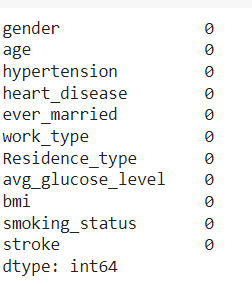 gender 0
age 0
hypertension 0
heart_disease 0
ever_married 0
work_type 0
Residence_type 0
avg_glucose_level 0
bmi 0
smoking_status 0
stroke 0
dtype: int64